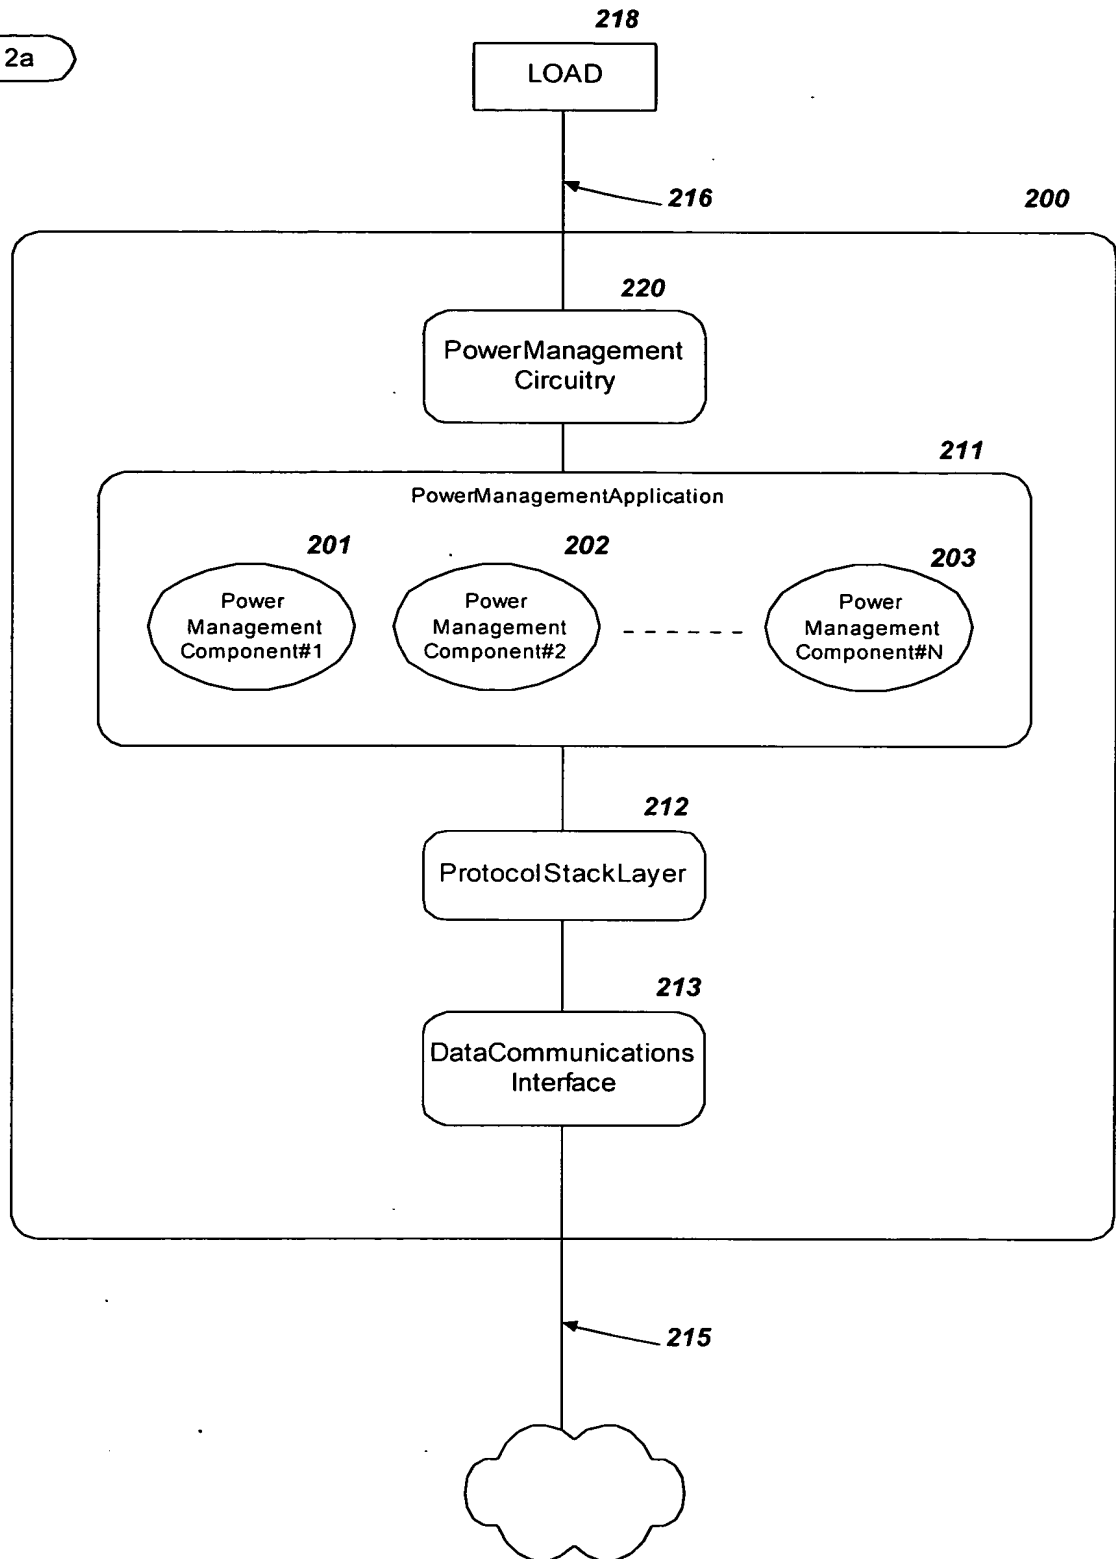 218
2a
LOAD
216
200
220
PowerManagement
Circuitry
211
PowerManagementApplication
201
202
203
Power
Management
Component#1
Power
Management
Component#2
Power
Management
Component#N
212
ProtocolStackLayer
213
DataCommunications
Interface
215